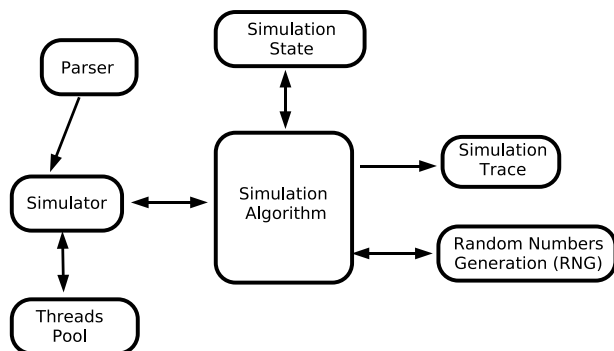 Simulation
State
Parser
Simulation
Trace
Simulation
Algorithm
Simulator
Random Numbers
Generation (RNG)
Threads
Pool